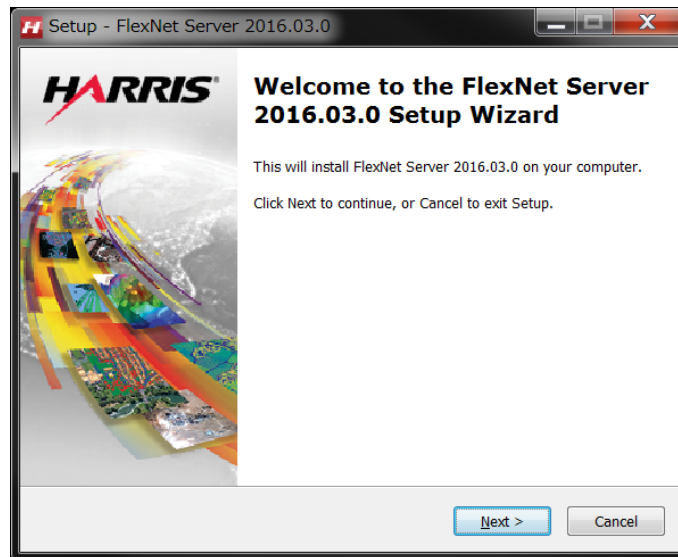 Setup - FlexNet Server 2016.03.0
HARRIS®
Welcome to the FlexNet Server
2016.03.0 Setup Wizard
This will install FlexNet Server 2016.03.0 on your computer.
Click Next to continue, or Cancel to exit Setup.
Next >
Cancel